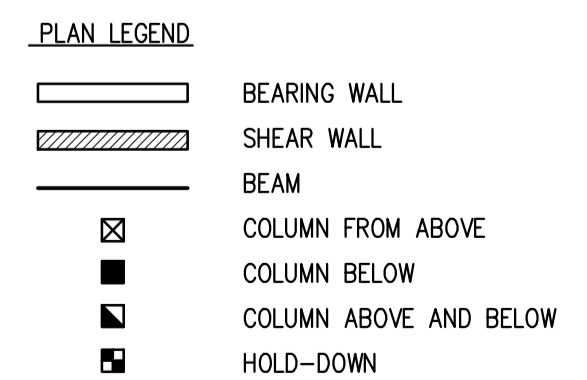 PLAN LEGEND
BEARING WALL
SHEAR WALL
BEAM
COLUMN FROM ABOVE
COLUMN BELOW
COLUMN ABOVE AND BELOW
HOLD-DOWN